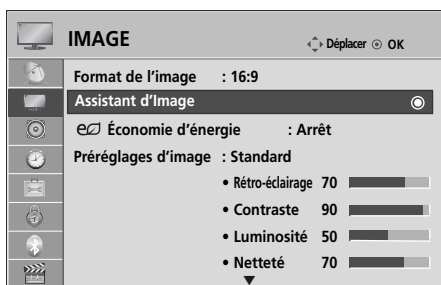 IMAGE
Déplacer OK
Format de l'image : 16:9
Assistant d'Image
Économie d'énergie : Arrêt
Préréglages d'image : Standard
• Rétro-éclairage 70
• Contraste 90
• Luminosité 50
• Netteté 70